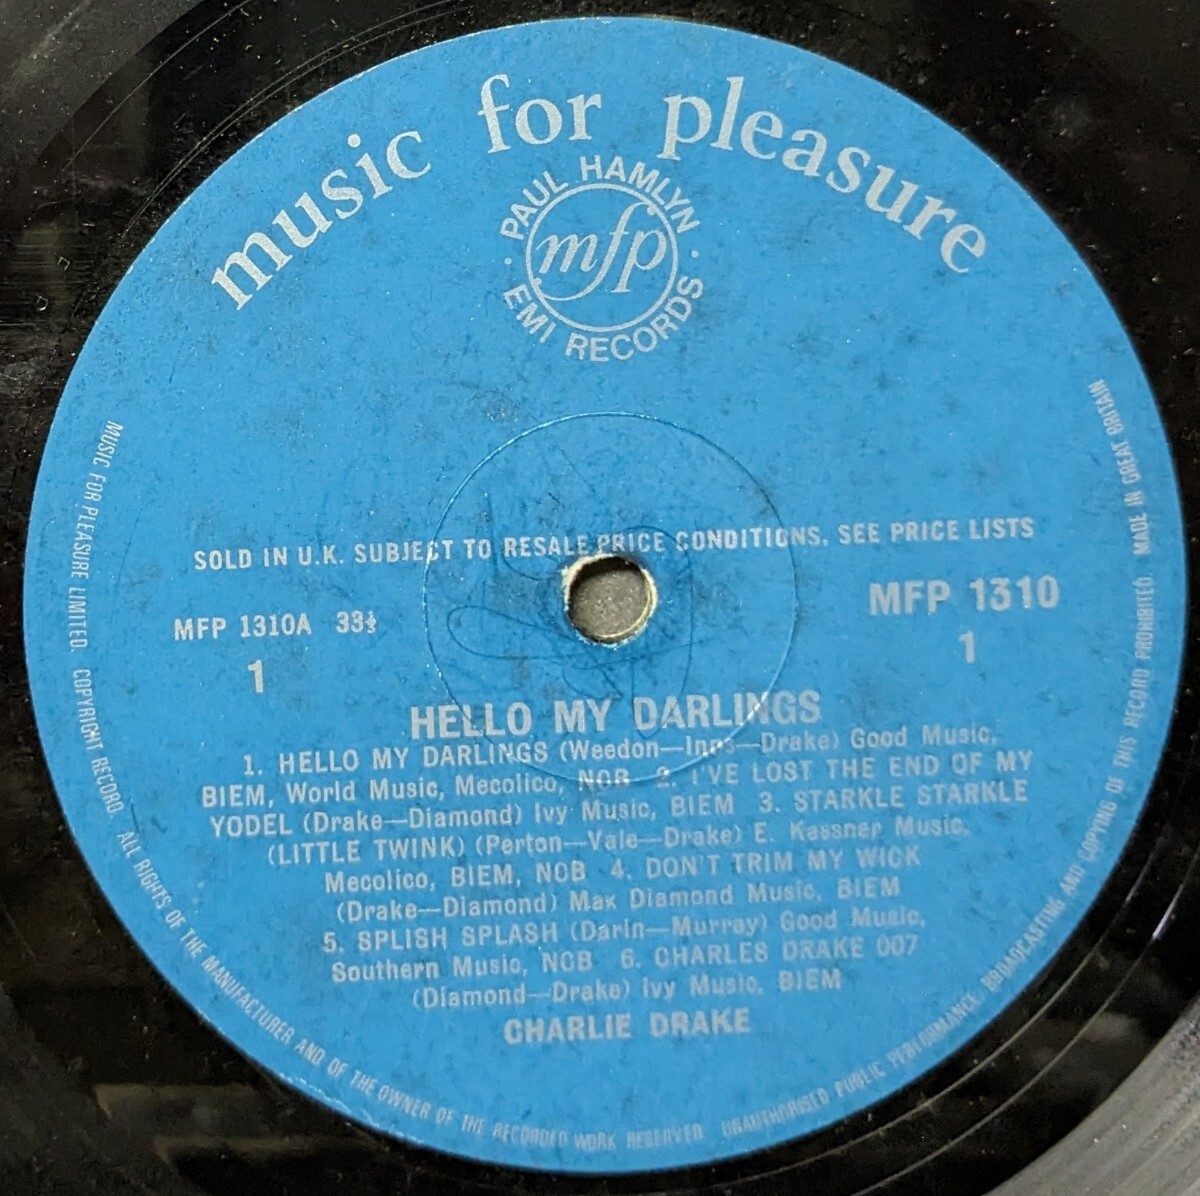 music for pleasure
PAUL HAMLYN
mfp
EMI RECORDS
SOLD IN U.K. SUBJECT TO RESALE PRICE CONDITIONS, SEE PRICE LISTS
MFP 1310A 33⅓
1
MFP 1310
1
HELLO MY DARLINGS
1. HELLO MY DARLINGS (Weedon—Inns—Drake) Good Music,
BIEM, World Music, Mecolico, NCB 2. I'VE LOST THE END OF MY
YODEL (Drake—Diamond) Ivy Music, BIEM 3. STARKLE STARKLE
(LITTLE TWINK) (Perton—Vale—Drake) E. Kassner Music,
Mecolico, BIEM, NCB 4. DON'T TRIM MY WICK
(Drake—Diamond) Max Diamond Music, BIEM
5. SPLISH SPLASH (Darin—Murray) Good Music,
Southern Music, NCB 6. CHARLES DRAKE 007
(Diamond—Drake) Ivy Music, BIEM
CHARLIE DRAKE
MUSIC FOR PLEASURE LIMITED. COPYRIGHT RECORD. ALL RIGHTS OF THE MANUFACTURER AND OF THE OWNER OF THE RECORDED WORK RESERVED. UNAUTHORISED PUBLIC PERFORMANCE, BROADCASTING AND COPYING OF THIS RECORD PROHIBITED MADE IN GREAT BRITAIN